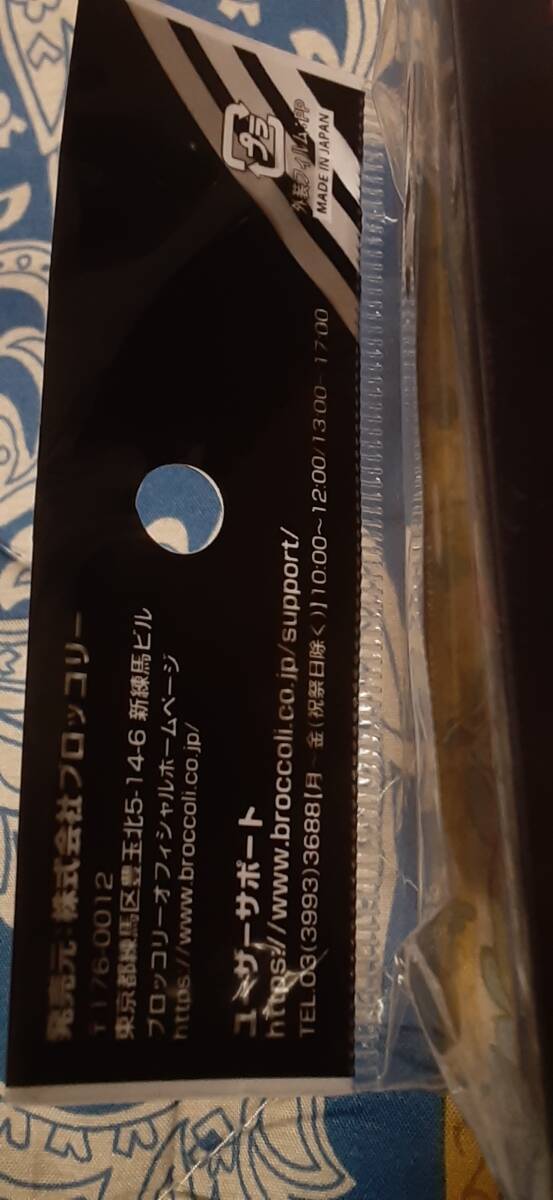 発売元:株式会社ブロッコリー
〒176-0012
東京都練馬区豊玉北5-14-6 新練馬ビル
ブロッコリーオフィシャルホームページ
https://www.broccoli.co.jp/
ユーザーサポート
https://www.broccoli.co.jp/support/
TEL.03(3993)3688【月〜金(祝祭日除く)】10:00〜12:00/13:00〜17:00
プラ
外装フィルム:PP
MADE IN JAPAN